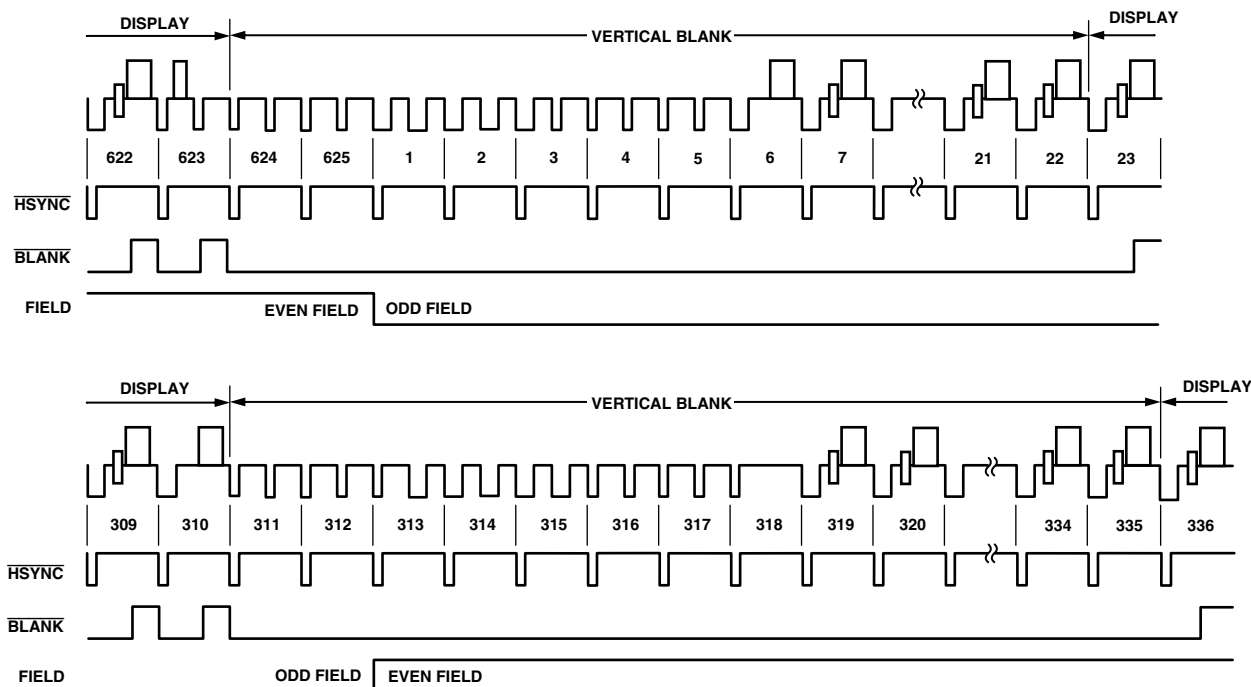 DISPLAY VERTICAL BLANK DISPLAY
622 623 624 625 1 2 3 4 5 6 7 21 22 23
HSYNC
BLANK
FIELD EVEN FIELD ODD FIELD
DISPLAY VERTICAL BLANK DISPLAY
309 310 311 312 313 314 315 316 317 318 319 320 334 335 336
HSYNC
BLANK
FIELD ODD FIELD EVEN FIELD